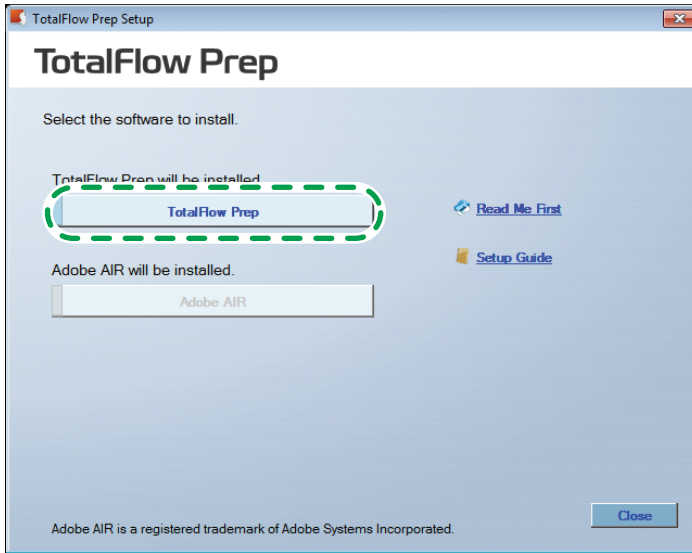 TotalFlow Prep Setup
TotalFlow Prep
Select the software to install.
TotalFlow Prep will be installed.
TotalFlow Prep
Read Me First
Setup Guide
Adobe AIR will be installed.
Adobe AIR
Close
Adobe AIR is a registered trademark of Adobe Systems Incorporated.